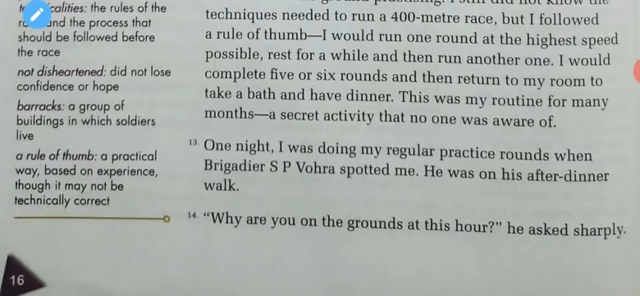 calities: the rules of the
and the process that
should be followed before
the race
not disheartened: did not lose
confidence or hope
barracks: a group of
buildings in which soldiers
live
a rule of thumb: a practical
way, based on experience,
though it may not be
technically correct
16
techniques needed to run a 400-metre race, but I followed
a rule of thumb—I would run one round at the highest speed
possible, rest for a while and then run another one. I would
complete five or six rounds and then return to my room to
take a bath and have dinner. This was my routine for many
months—a secret activity that no one was aware of.
13. One night, I was doing my regular practice rounds when
Brigadier S P Vohra spotted me. He was on his after-dinner
walk.
14. “Why are you on the grounds at this hour?” he asked sharply.